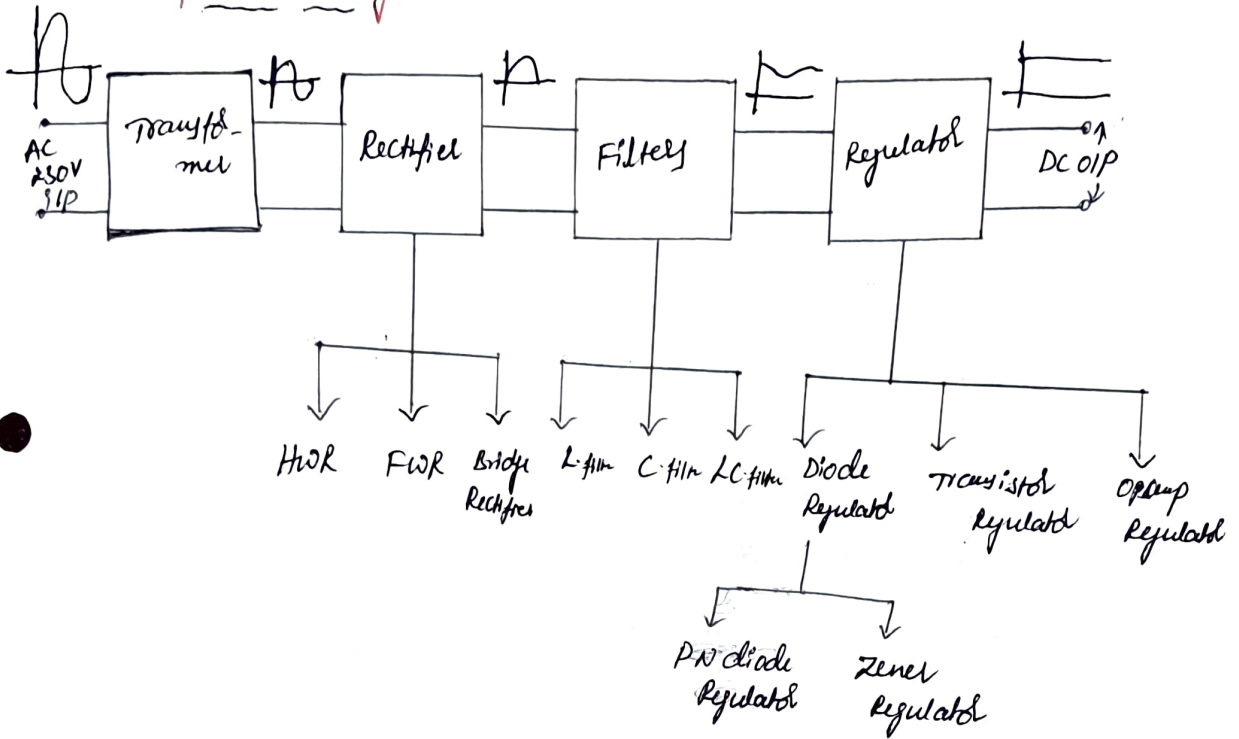 AC
230V
I/P
Transfor-
mer
Rectifier
Filters
Regulator
DC O/P
HWR
FWR
Bridge
Rectifier
L-filter
C-filter
LC-filter
Diode
Regulator
Transistor
Regulator
Opamp
Regulator
PN diode
Regulator
Zener
Regulator